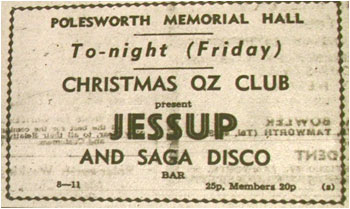 POLESWORTH MEMORIAL HALL
To-night (Friday)
CHRISTMAS QZ CLUB
present
JESSUP
AND SAGA DISCO
BAR
8—11 25p, Members 20p (s)